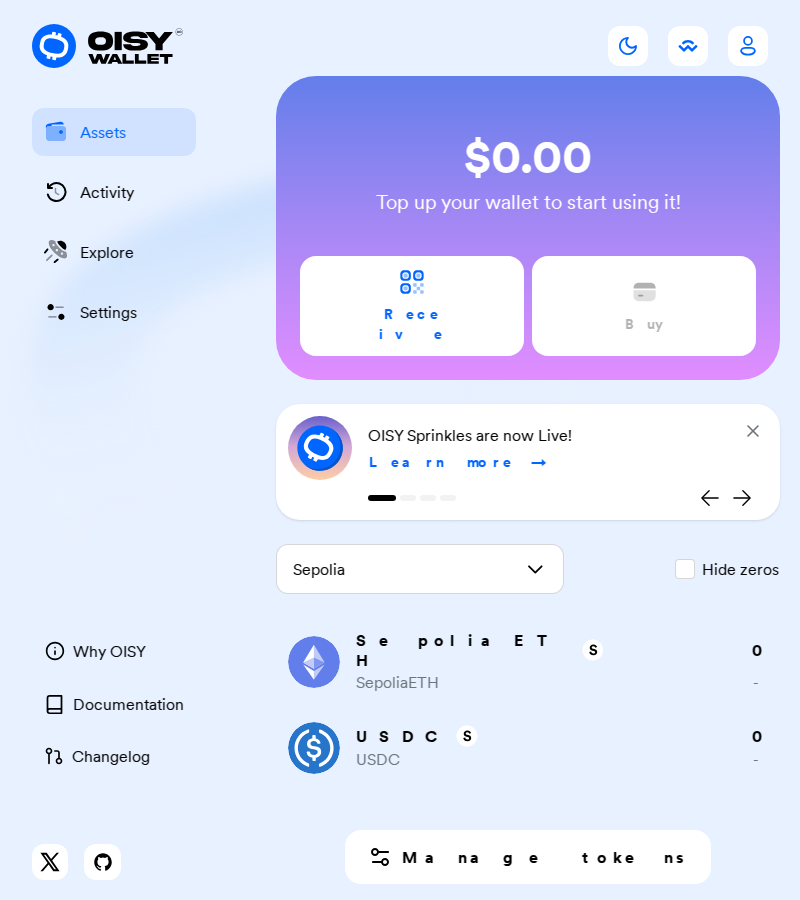 OISY
WALLET
Assets
Activity
Explore
Settings
$0.00
Top up your wallet to start using it!
Receive
Buy
OISY Sprinkles are now Live!
Learn more →
Sepolia
Hide zeros
Sepolia ETH S 0
SepoliaETH -
USDC S 0
USDC -
Why OISY
Documentation
Changelog
Manage tokens